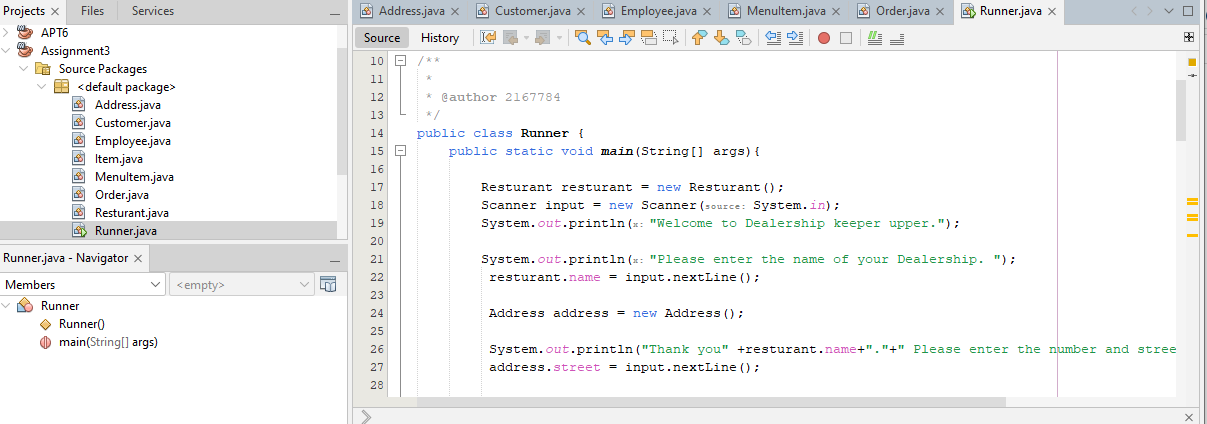 Projects Files Services
APT6
Assignment3
Source Packages
<default package>
Address.java
Customer.java
Employee.java
Item.java
MenuItem.java
Order.java
Resturant.java
Runner.java
Runner.java - Navigator
Members <empty>
Runner
Runner()
main(String[] args)
Address.java Customer.java Employee.java MenuItem.java Order.java Runner.java
Source History
10 /**
11 *
12 * @author 2167784
13 */
14 public class Runner {
15 public static void main(String[] args){
16
17 Resturant resturant = new Resturant();
18 Scanner input = new Scanner(source: System.in);
19 System.out.println(x: "Welcome to Dealership keeper upper.");
20
21 System.out.println(x: "Please enter the name of your Dealership. ");
22 resturant.name = input.nextLine();
23
24 Address address = new Address();
25
26 System.out.println("Thank you" +resturant.name+"."+" Please enter the number and stree
27 address.street = input.nextLine();
28